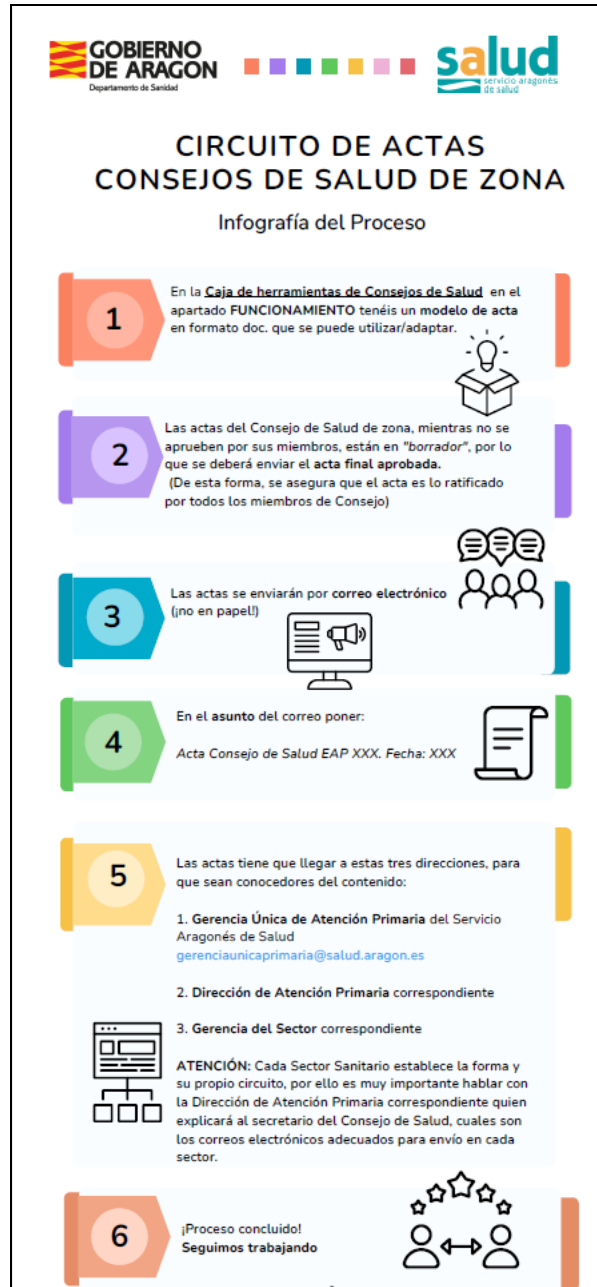 GOBIERNO
DE ARAGON
Departamento de Sanidad
salud
servicio aragonés
de salud
CIRCUITO DE ACTAS
CONSEJOS DE SALUD DE ZONA
Infografía del Proceso
1
En la Caja de herramientas de Consejos de Salud en el
apartado FUNCIONAMIENTO tenéis un modelo de acta
en formato doc. que se puede utilizar/adaptar.
2
Las actas del Consejo de Salud de zona, mientras no se
aprueben por sus miembros, están en "borrador", por lo
que se deberá enviar el acta final aprobada.
(De esta forma, se asegura que el acta es lo ratificado
por todos los miembros de Consejo)
3
Las actas se enviarán por correo electrónico
(¡no en papel!)
4
En el asunto del correo poner:
Acta Consejo de Salud EAP XXX. Fecha: XXX
5
Las actas tiene que llegar a estas tres direcciones, para
que sean conocedores del contenido:
1. Gerencia Única de Atención Primaria del Servicio
Aragonés de Salud
gerenciaunicaprimaria@salud.aragon.es
2. Dirección de Atención Primaria correspondiente
3. Gerencia del Sector correspondiente
ATENCIÓN: Cada Sector Sanitario establece la forma y
su propio circuito, por ello es muy importante hablar con
la Dirección de Atención Primaria correspondiente quien
explicará al secretario del Consejo de Salud, cuales son
los correos electrónicos adecuados para envío en cada
sector.
6
¡Proceso concluido!
Seguimos trabajando